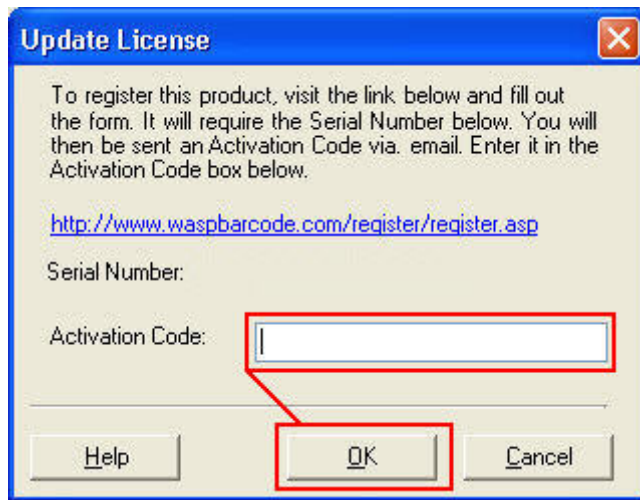 Update License
To register this product, visit the link below and fill out
the form. It will require the Serial Number below. You will
then be sent an Activation Code via. email. Enter it in the
Activation Code box below.
http://www.waspbarcode.com/register/register.asp
Serial Number:
Activation Code:
Help OK Cancel